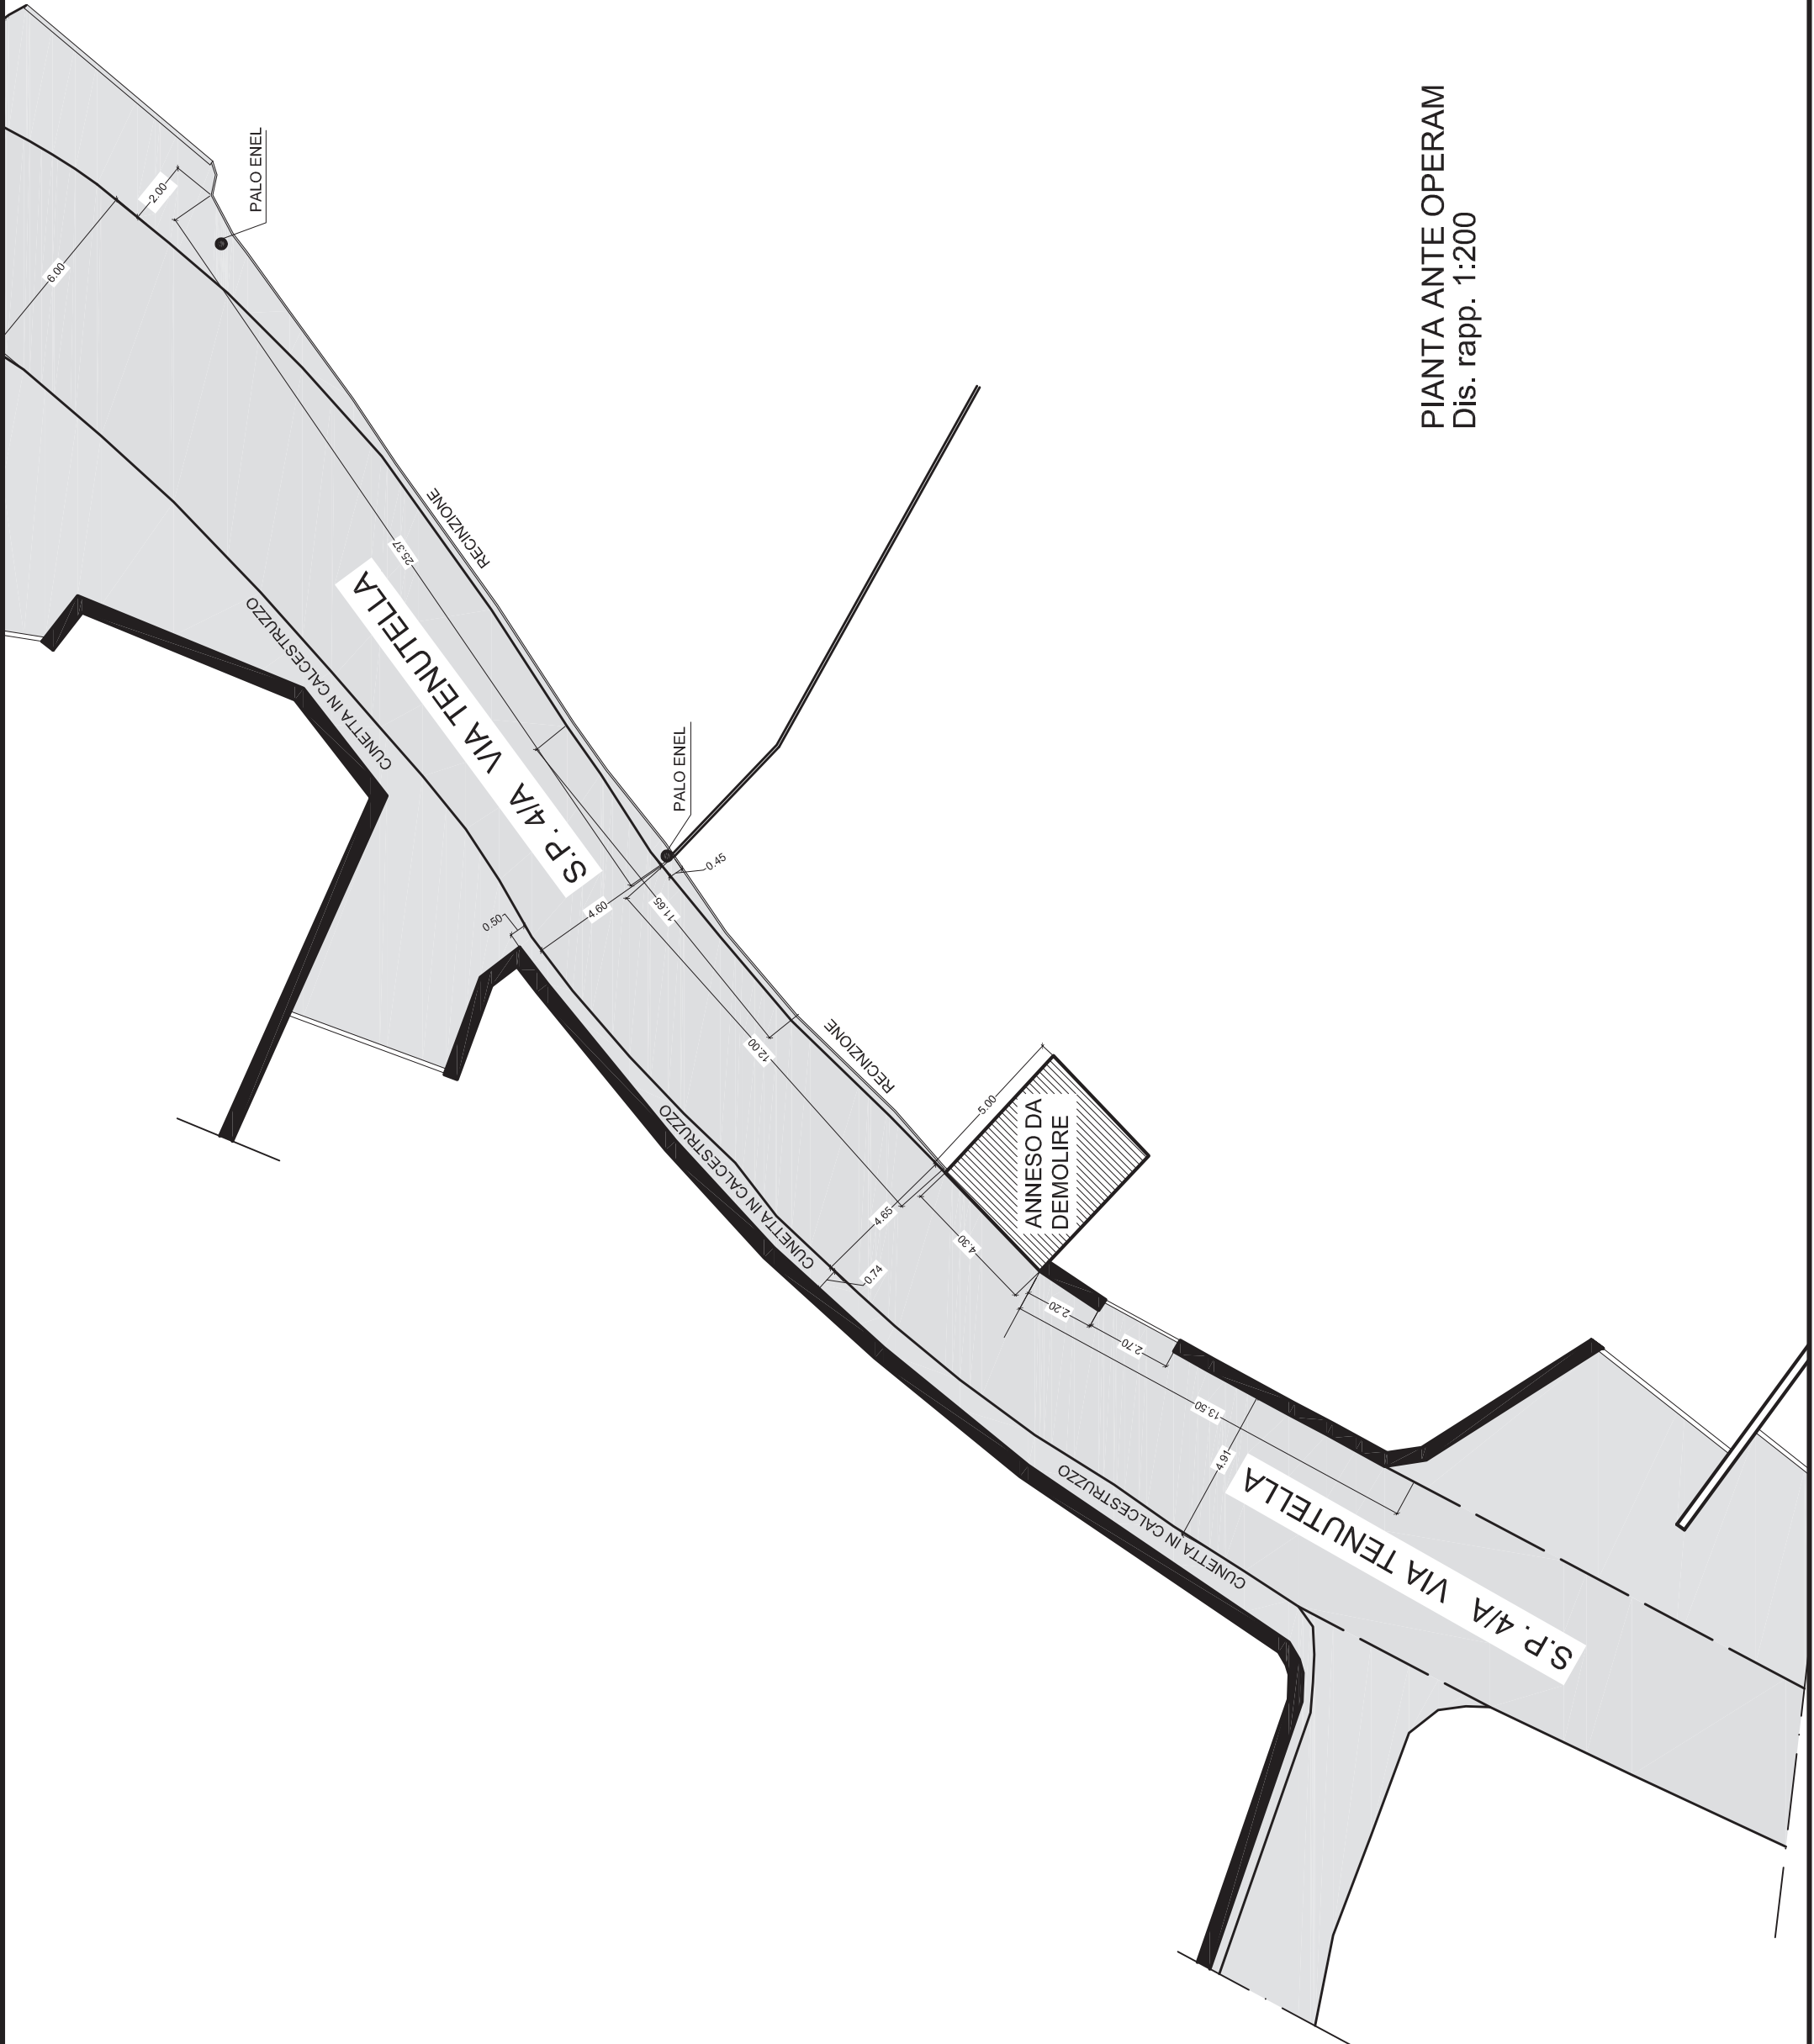 PIANTA ANTE OPERAM
Dis. rapp. 1:200
6.00
2.00
PALO ENEL
25.37
RECINZIONE
CUNETTA IN CALCESTRUZZO
S.P. 4/A VIA TENUTELLA
PALO ENEL
0.45
0.50
4.60
11.65
12.00
RECINZIONE
CUNETTA IN CALCESTRUZZO
5.00
ANNESO DA
DEMOLIRE
4.65
4.30
0.74
2.20
2.70
13.50
4.91
CUNETTA IN CALCESTRUZZO
S.P. 4/A VIA TENUTELLA